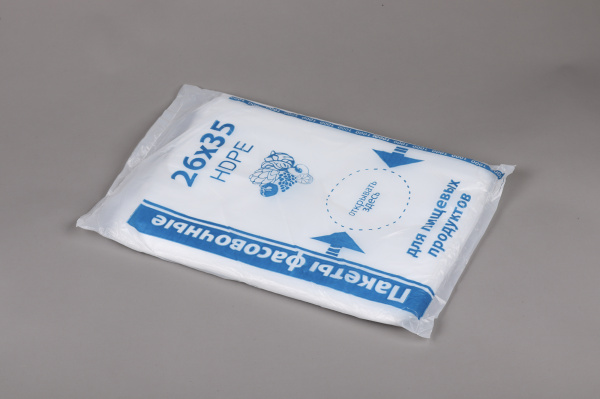 Пакеты фасовочные
26x35
HDPE
открывать
здесь
для пищевых
продуктов